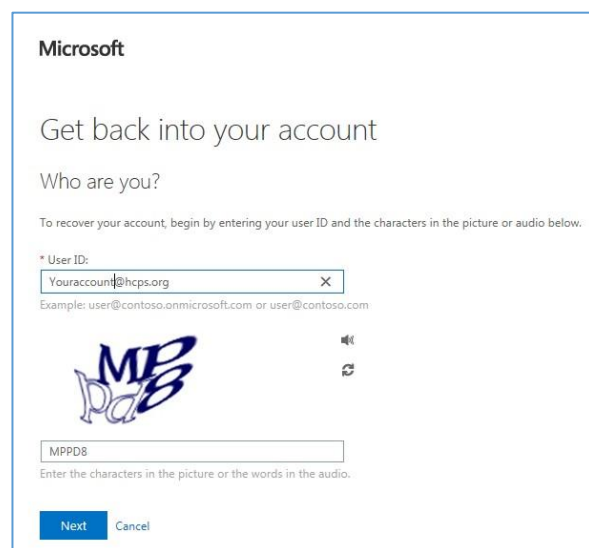 Microsoft
Get back into your account
Who are you?
To recover your account, begin by entering your user ID and the characters in the picture or audio below.
* User ID:
Youraccount@hcps.org
Example: user@contoso.onmicrosoft.com or user@contoso.com
MP
pd8
MPPD8
Enter the characters in the picture or the words in the audio.
Next Cancel